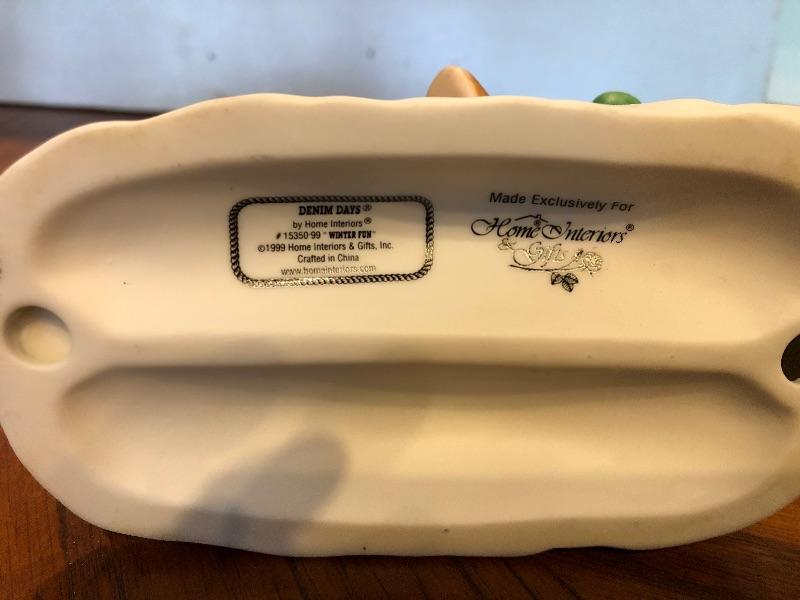 DENIM DAYS®
by Home Interiors®
# 15350-99 "WINTER FUN"
©1999 Home Interiors & Gifts, Inc.
Crafted in China
www.homeinteriors.com
Made Exclusively For
Home Interiors®
& Gifts